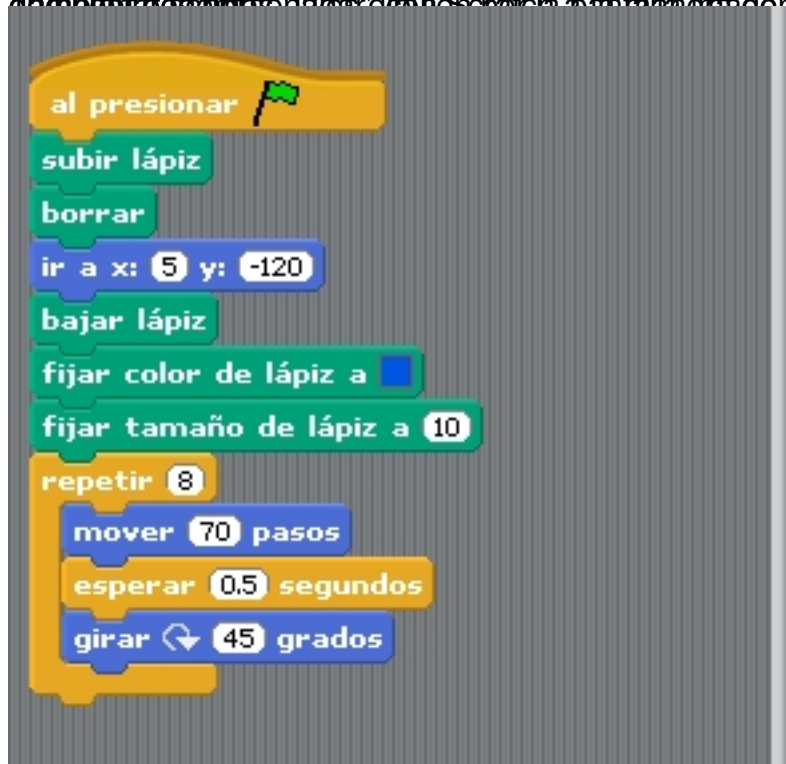 al presionar
subir lápiz
borrar
ir a x: 5 y: -120
bajar lápiz
fijar color de lápiz a
fijar tamaño de lápiz a 10
repetir 8
mover 70 pasos
esperar 0.5 segundos
girar 45 grados